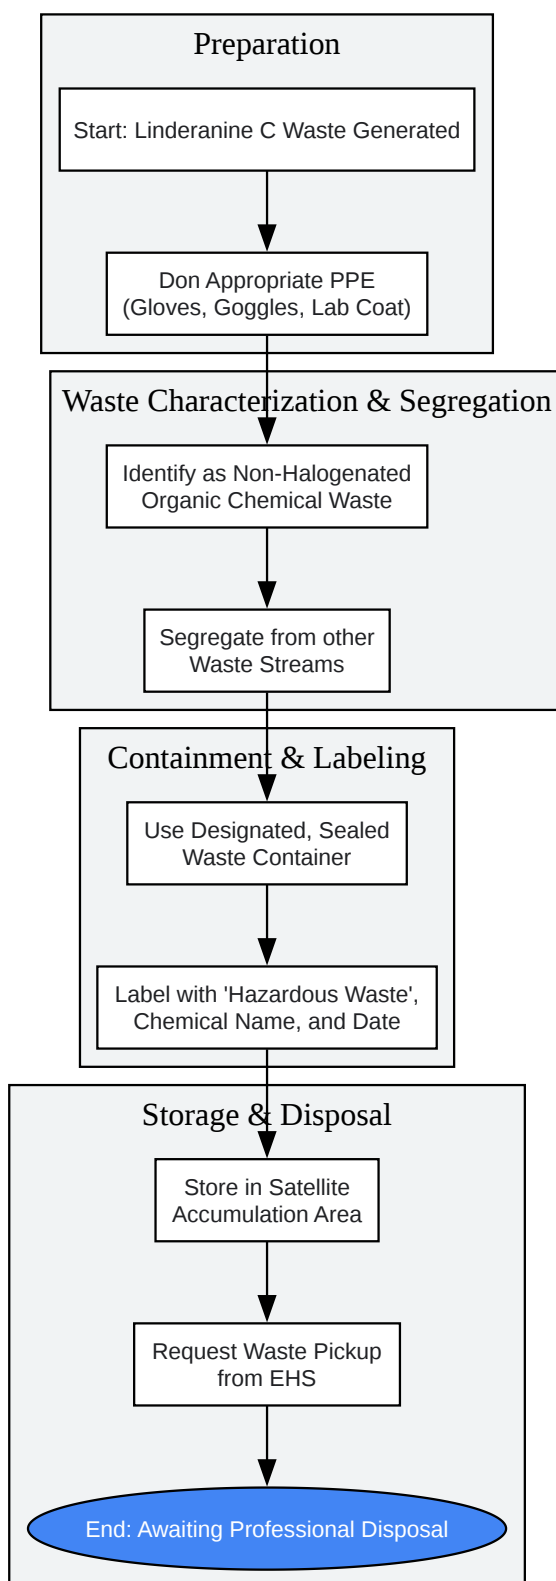 Preparation
Start: Linderanine C Waste Generated
Don Appropriate PPE
(Gloves, Goggles, Lab Coat)
Waste Characterization & Segregation
Identify as Non-Halogenated
Organic Chemical Waste
Segregate from other
Waste Streams
Containment & Labeling
Use Designated, Sealed
Waste Container
Label with 'Hazardous Waste',
Chemical Name, and Date
Storage & Disposal
Store in Satellite
Accumulation Area
Request Waste Pickup
from EHS
End: Awaiting Professional Disposal